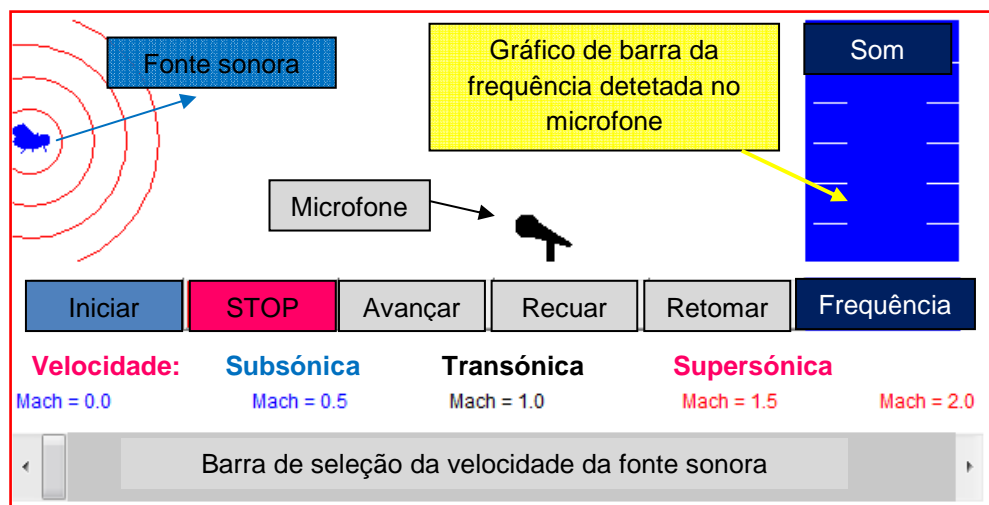 Fonte sonora
Gráfico de barra da
frequência detetada no
microfone
Som
Microfone
Iniciar
STOP
Avançar
Recuar
Retomar
Frequência
Velocidade:
Subsónica
Transónica
Supersónica
Mach = 0.0
Mach = 0.5
Mach = 1.0
Mach = 1.5
Mach = 2.0
Barra de seleção da velocidade da fonte sonora